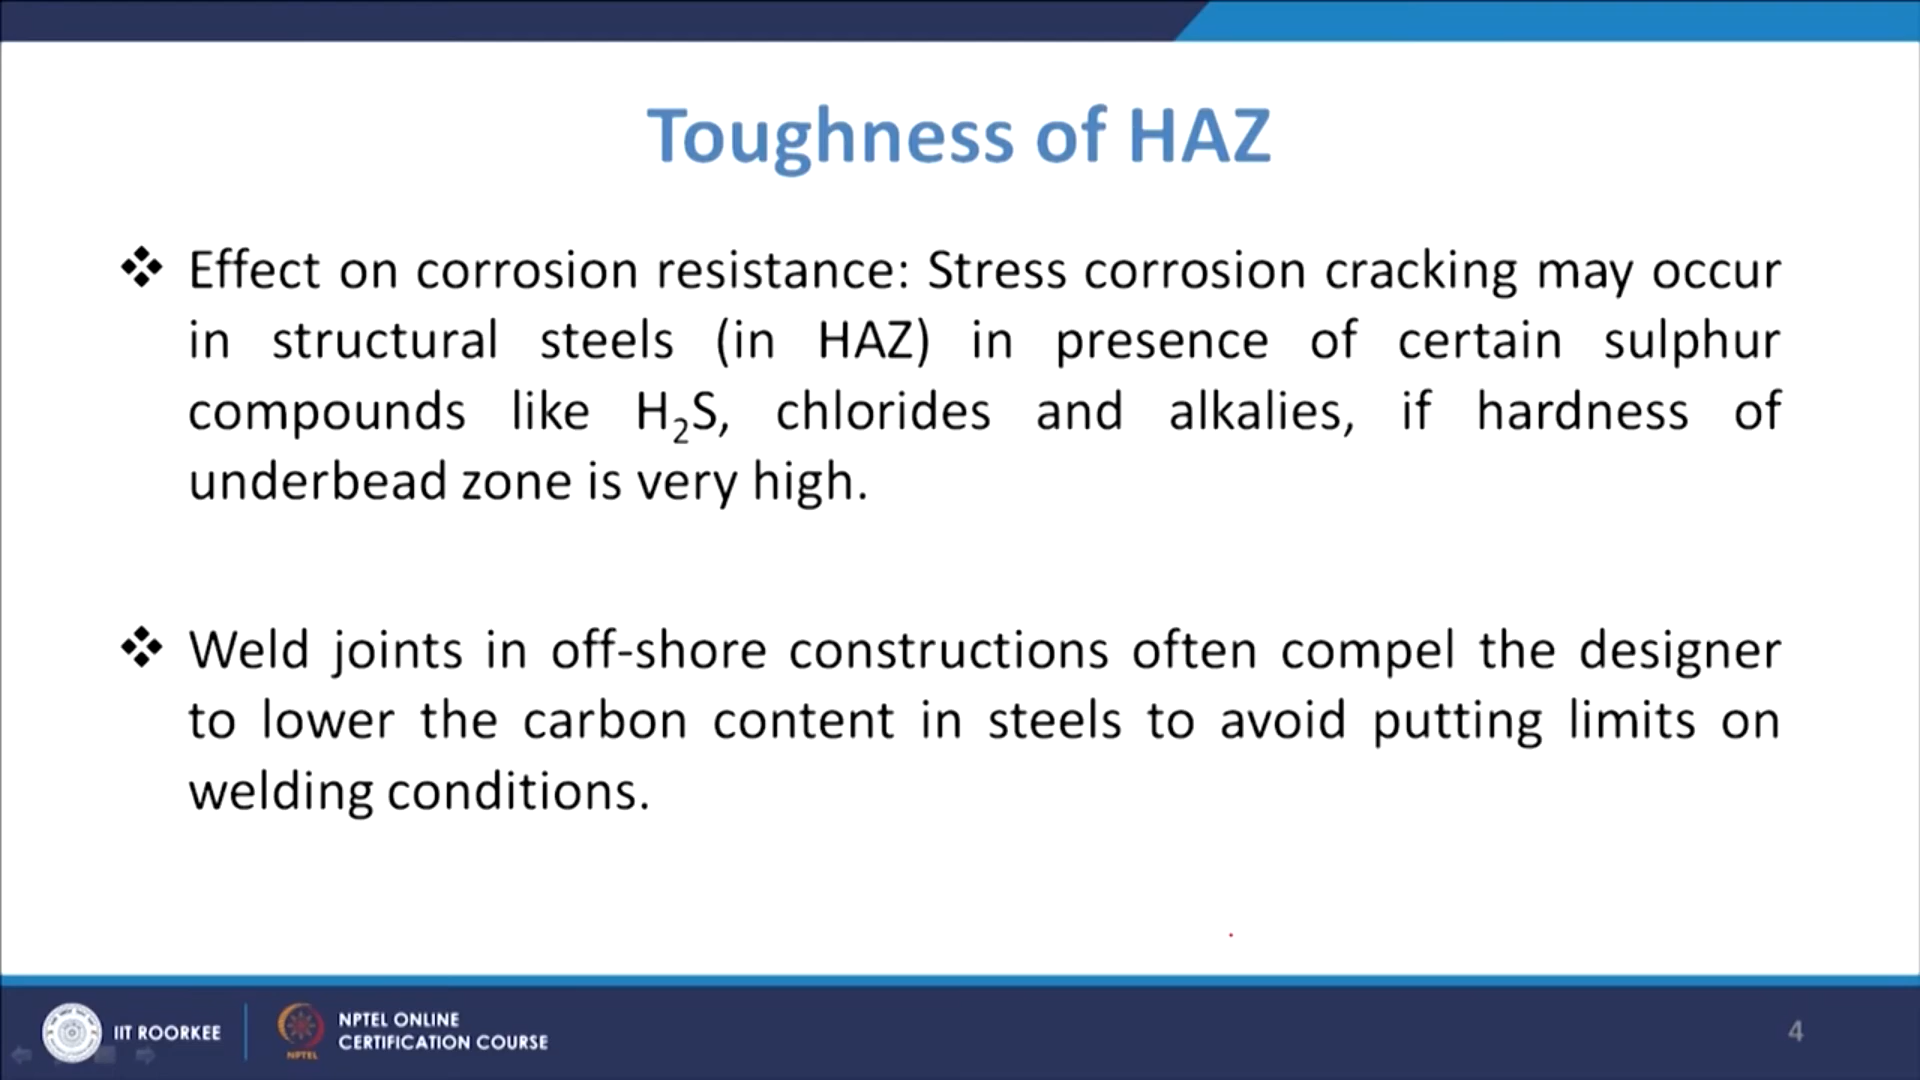 Toughness of HAZ
❖ Effect on corrosion resistance: Stress corrosion cracking may occur
in structural steels (in HAZ) in presence of certain sulphur
compounds like H₂S, chlorides and alkalies, if hardness of
underbead zone is very high.
❖ Weld joints in off-shore constructions often compel the designer
to lower the carbon content in steels to avoid putting limits on
welding conditions.
IIT ROORKEE
NPTEL
NPTEL ONLINE
CERTIFICATION COURSE
4